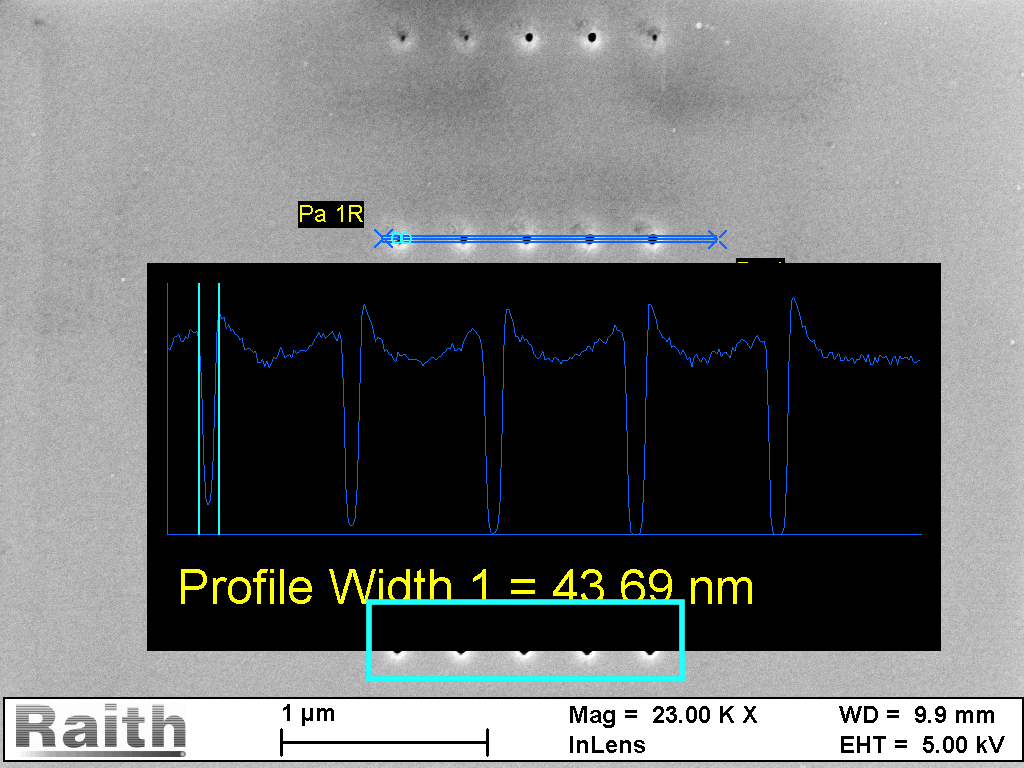 Pa 1R
Profile Width 1 = 43.69 nm
Raith
1 µm
Mag = 23.00 K X
WD = 9.9 mm
InLens
EHT = 5.00 kV